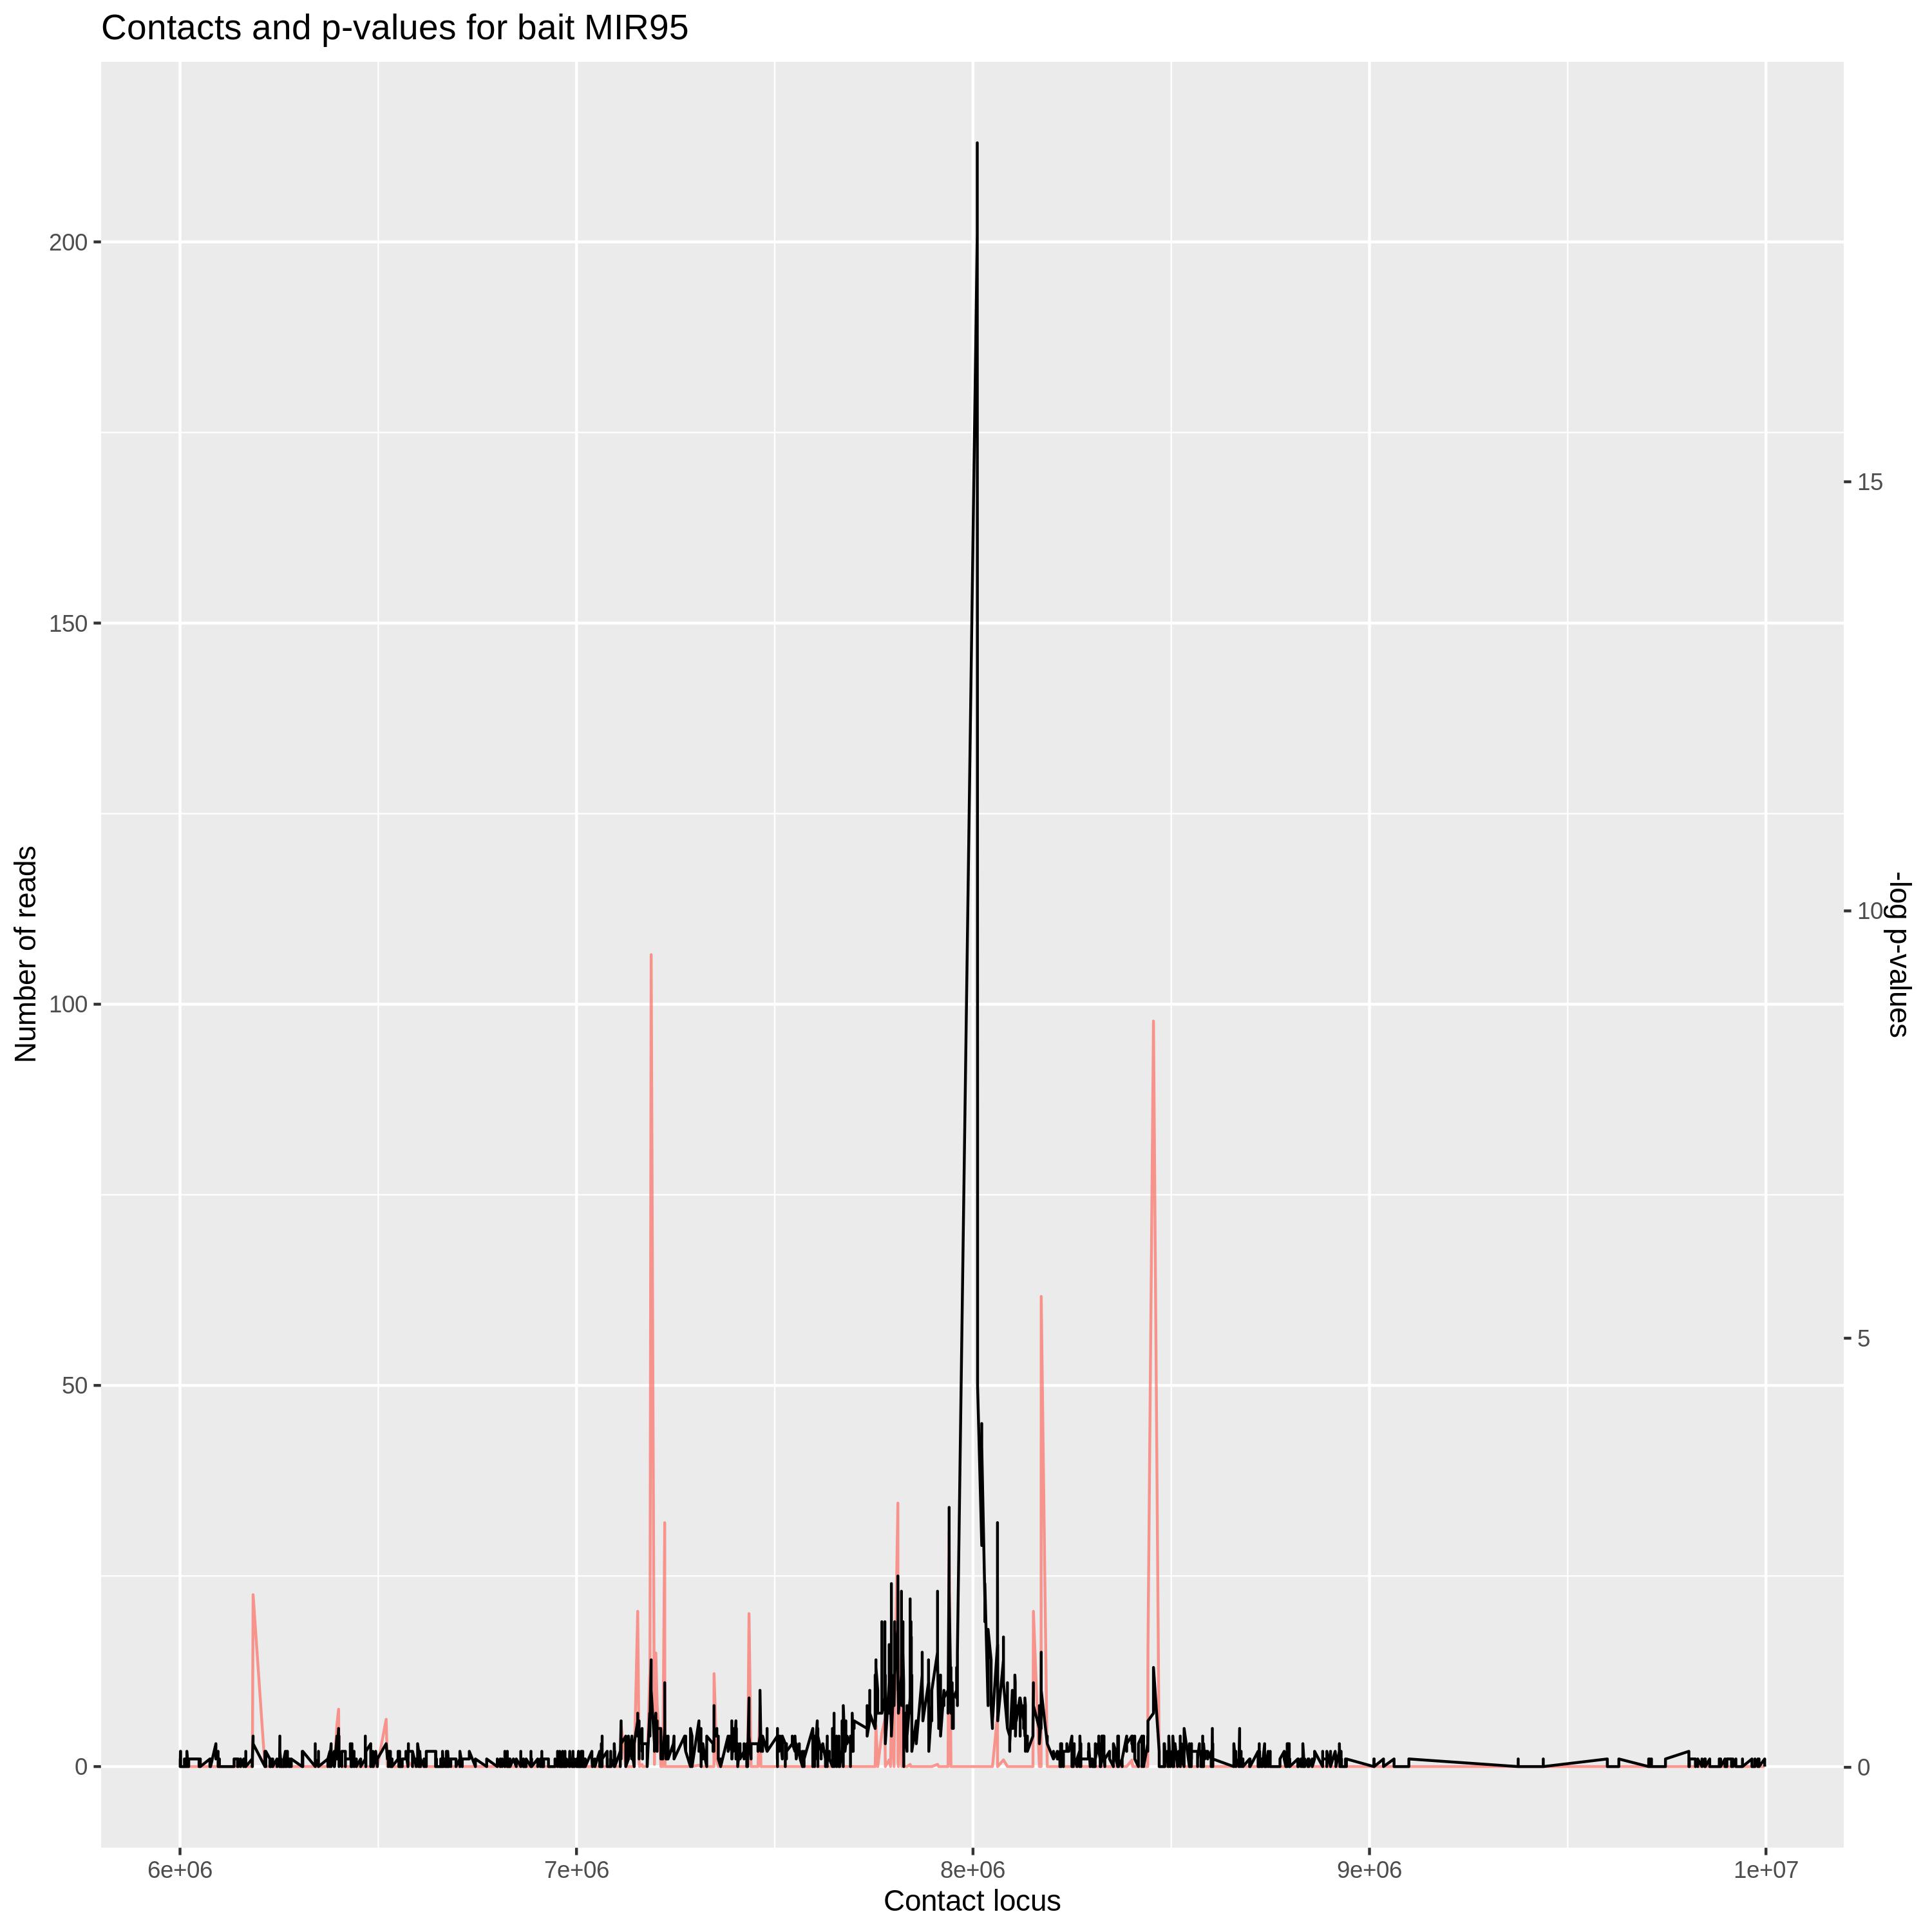 Contacts and p-values for bait MIR95
200
150
100
50
0
15
10
5
0
Number of reads
-log p-values
6e+06
7e+06
8e+06
9e+06
1e+07
Contact locus